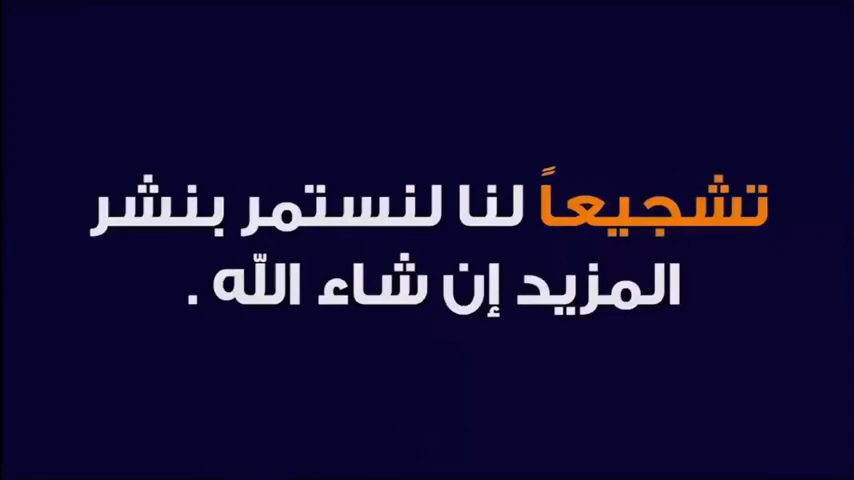 تشجيعاً لنا لنستمر بنشر
المزيد إن شاء الله .